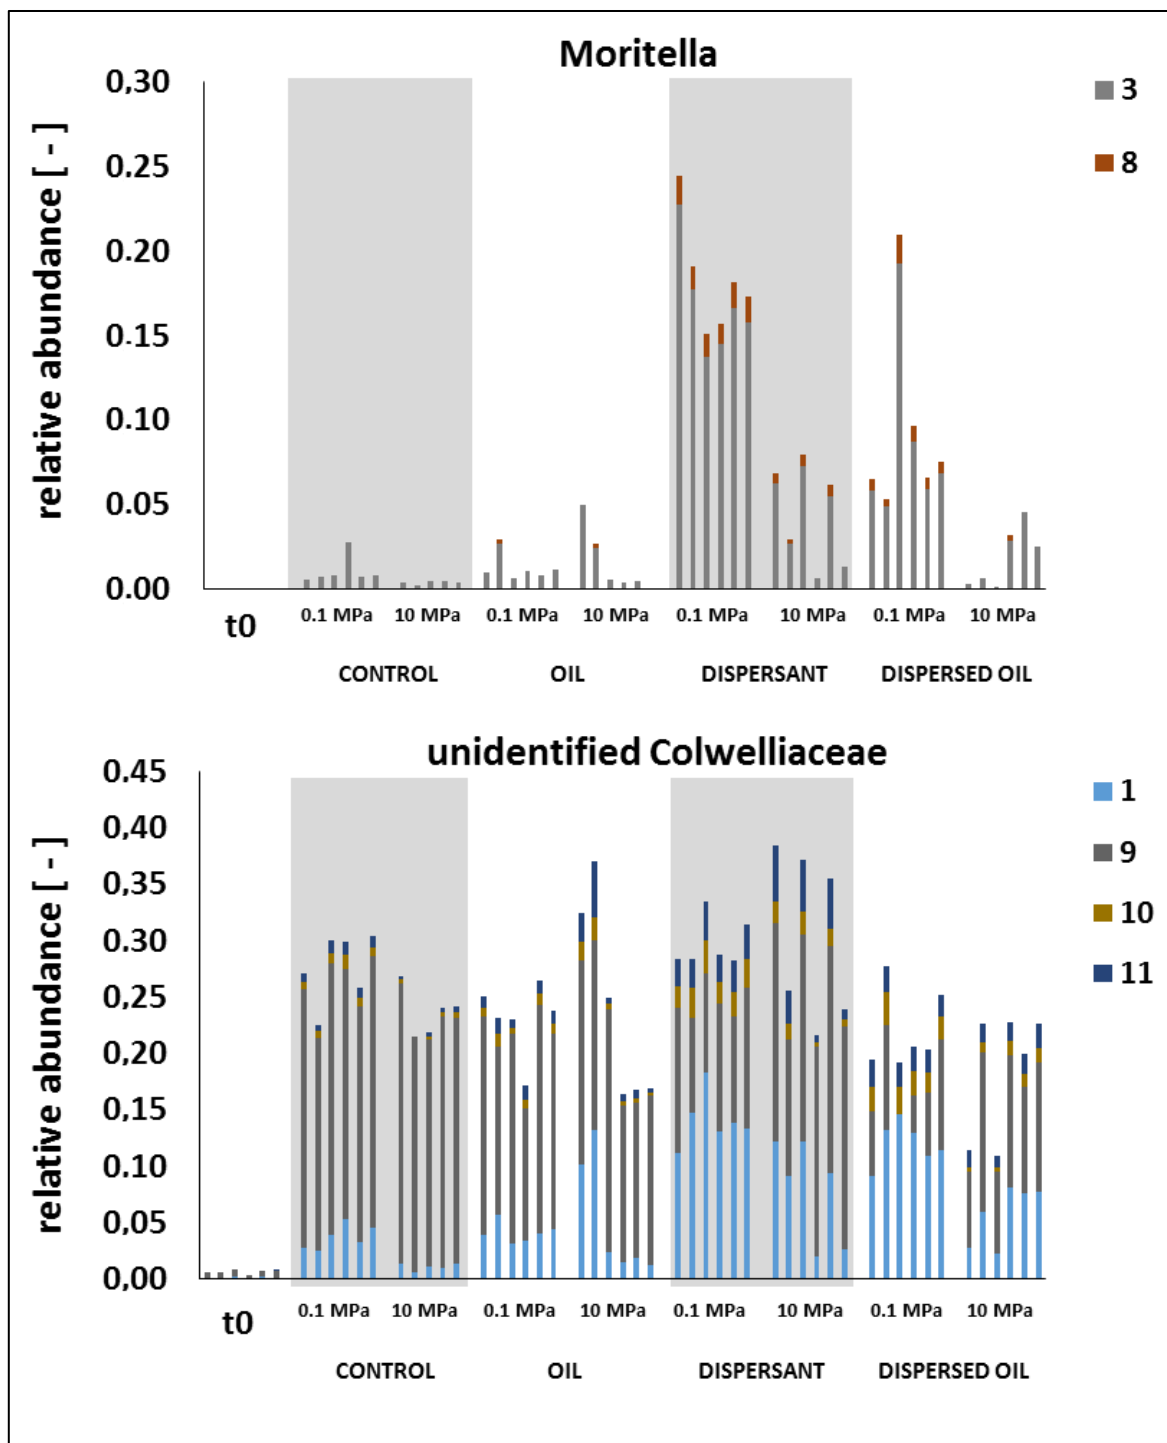 Moritella
relative abundance [ - ]
0,30
0,25
0,20
0.15
0.10
0.05
0.00
3
8
t0
0.1 MPa 10 MPa 0.1 MPa 10 MPa 0.1 MPa 10 MPa 0.1 MPa 10 MPa
CONTROL OIL DISPERSANT DISPERSED OIL
unidentified Colwelliaceae
relative abundance [ - ]
0,45
0,40
0,35
0,30
0,25
0,20
0,15
0,10
0,05
0,00
1
9
10
11
t0
0.1 MPa 10 MPa 0.1 MPa 10 MPa 0.1 MPa 10 MPa 0.1 MPa 10 MPa
CONTROL OIL DISPERSANT DISPERSED OIL